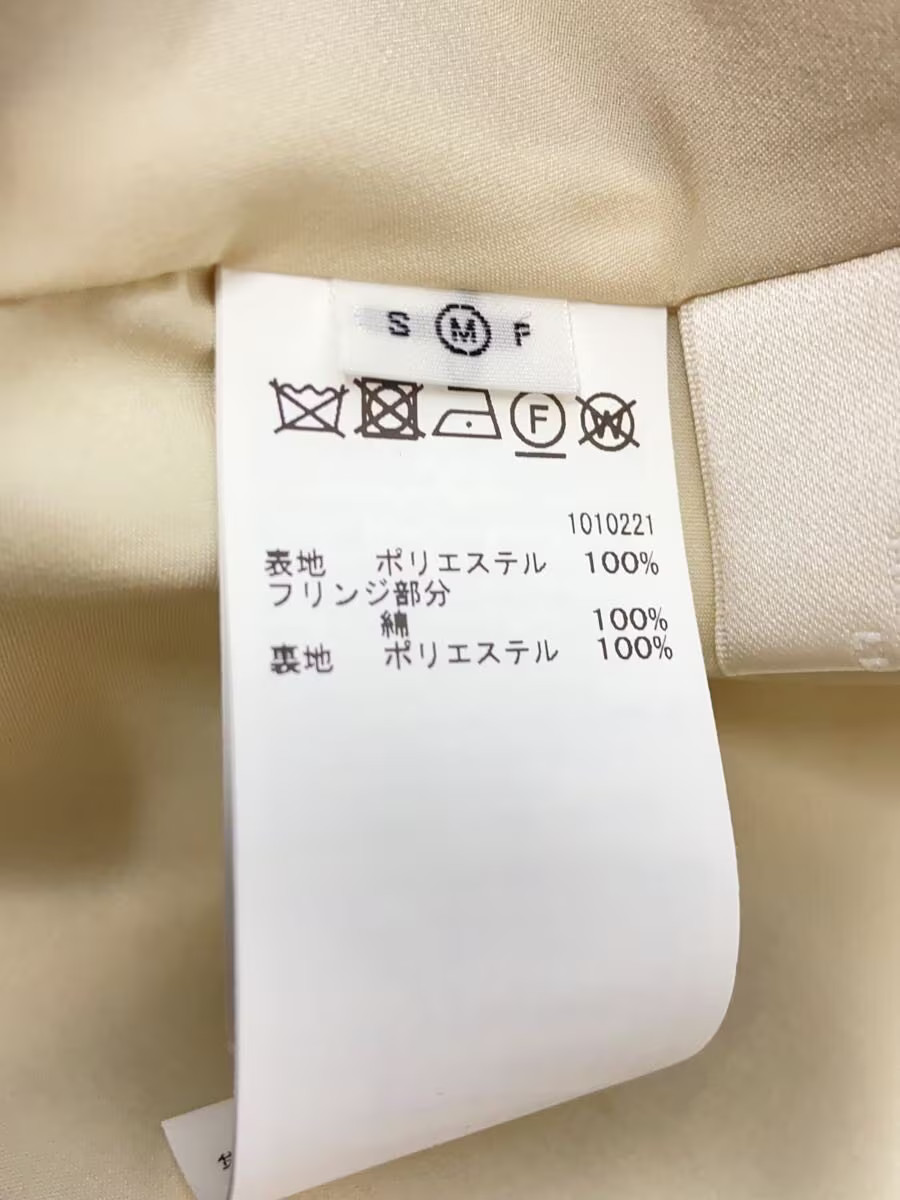 S M F
F W
1010221
表地 ポリエステル 100%
フリンジ部分
綿 100%
裏地 ポリエステル 100%